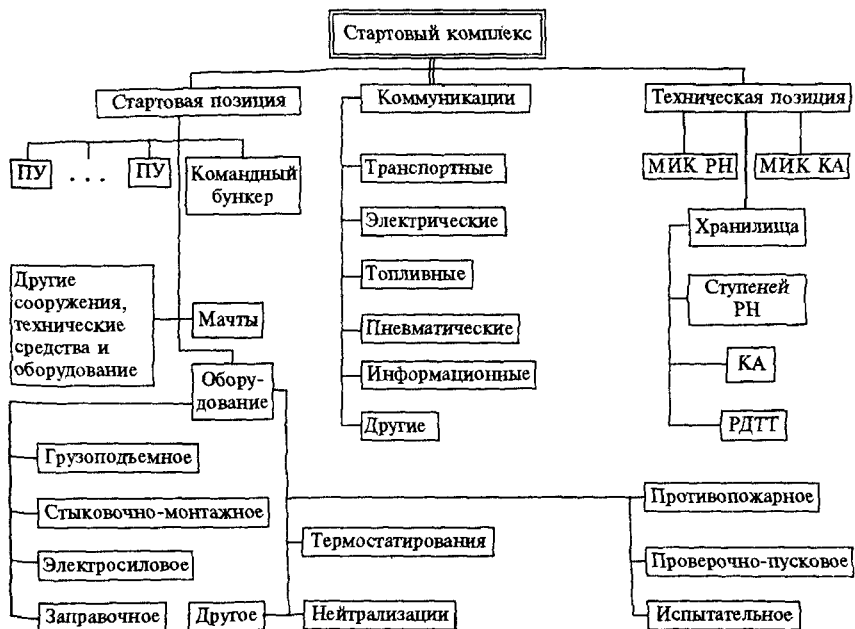 Стартовый комплекс
Стартовая позиция
Коммуникации
Техническая позиция
ПУ
. . .
ПУ
Командный
бункер
Транспортные
Электрические
Топливные
Пневматические
Информационные
Другие
МИК РН
МИК КА
Хранилища
Ступеней
РН
КА
РДТТ
Другие
сооружения,
технические
средства и
оборудование
Мачты
Обору-
дование
Грузоподъемное
Стыковочно-монтажное
Электросиловое
Заправочное
Другое
Термостатирования
Нейтрализации
Противопожарное
Проверочно-пусковое
Испытательное